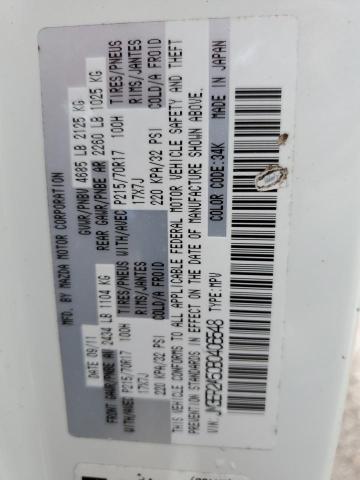 MFD. BY MAZDA MOTOR CORPORATION
DATE 09/11 GVWR/PNBV 4685 LB 2125 KG
FRONT GAWR/PNBE AV 2434 LB 1104 KG REAR GAWR/PNBE AR 2260 LB 1025 KG
WITH/AVEC P215/70R17 100H TIRES/PNEUS WITH/AVEC P215/70R17 100H TIRES/PNEUS
17X7J RIMS/JANTES 17X7J RIMS/JANTES
220 KPA/32 PSI COLD/A FROID 220 KPA/32 PSI COLD/A FROID
THIS VEHICLE CONFORMS TO ALL APPLICABLE FEDERAL MOTOR VEHICLE SAFETY AND THEFT
STANDARDS IN EFFECT ON THE DATE OF MANUFACTURE SHOWN ABOVE.
VIN: TYPE: MPV COLOR CODE: 34K MADE IN JAPAN